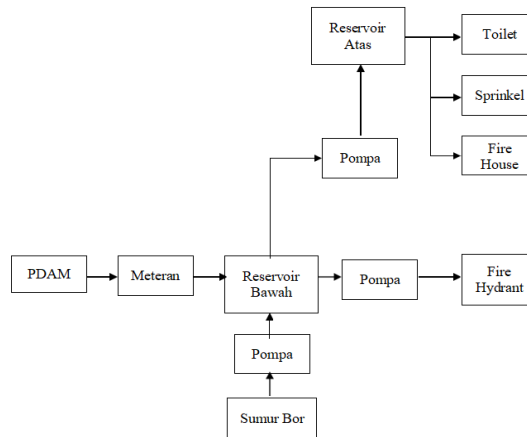 Reservoir
Atas
Toilet
Sprinkel
Fire
House
Pompa
PDAM
Meteran
Reservoir
Bawah
Pompa
Fire
Hydrant
Pompa
Sumur Bor